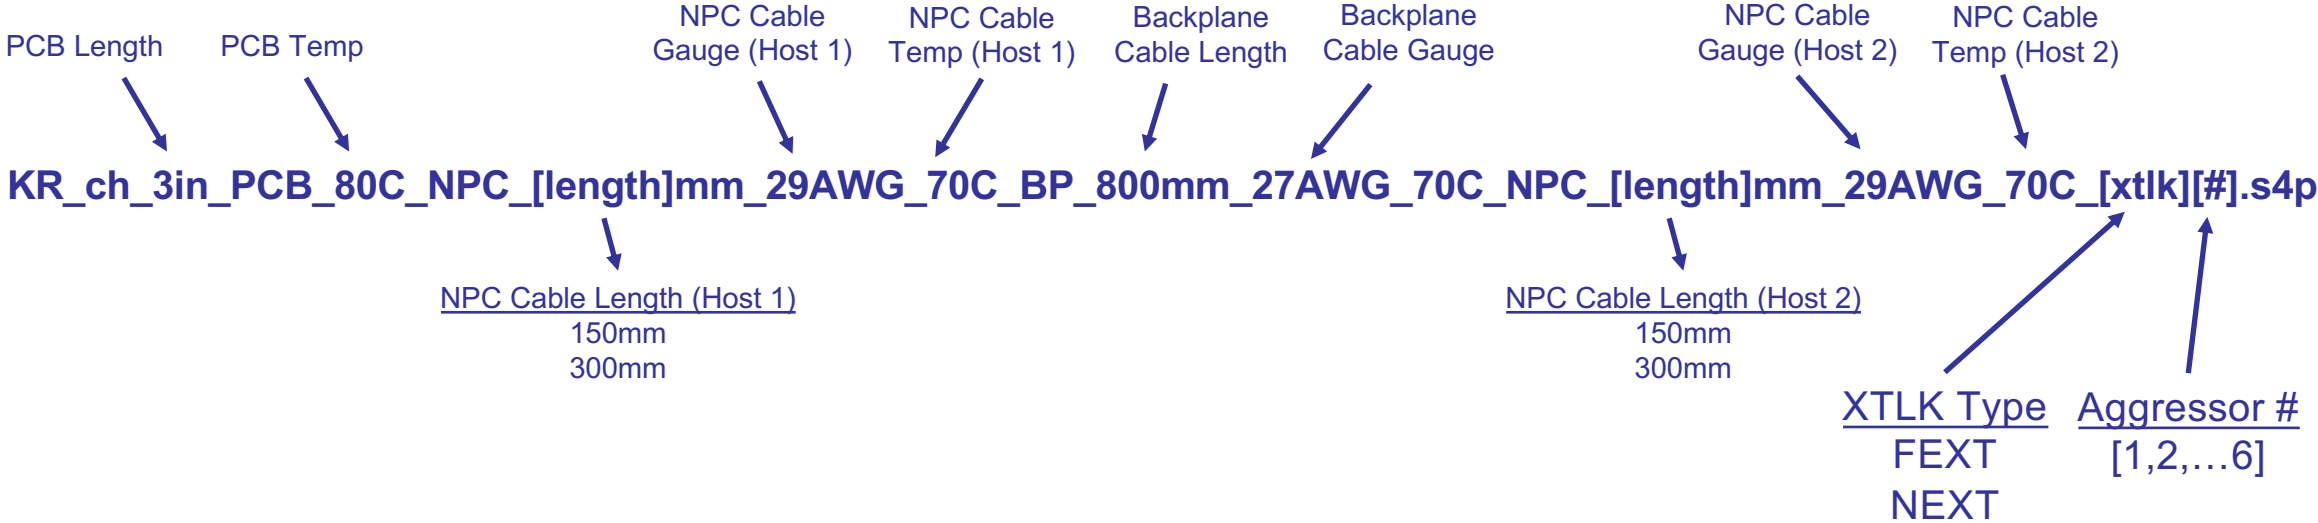 PCB Length
PCB Temp
NPC Cable
Gauge (Host 1)
NPC Cable
Temp (Host 1)
Backplane
Cable Length
Backplane
Cable Gauge
NPC Cable
Gauge (Host 2)
NPC Cable
Temp (Host 2)
KR_ch_3in_PCB_80C_NPC_[length]mm_29AWG_70C_BP_800mm_27AWG_70C_NPC_[length]mm_29AWG_70C_[xtlk][#].s4p
NPC Cable Length (Host 1)
150mm
300mm
NPC Cable Length (Host 2)
150mm
300mm
XTLK Type
FEXT
NEXT
Aggressor #
[1,2,…6]